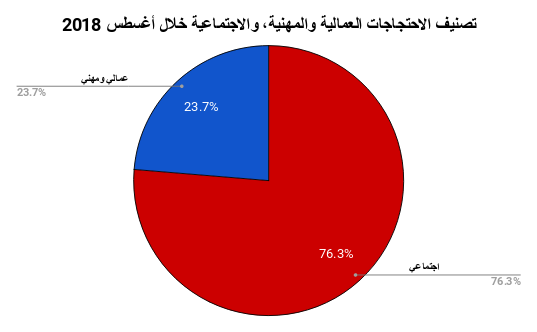 تصنيف الاحتجاجات العمالية والمهنية، والاجتماعية خلال أغسطس 2018
عمالي ومهني
23.7%
23.7%
76.3%
اجتماعي
76.3%